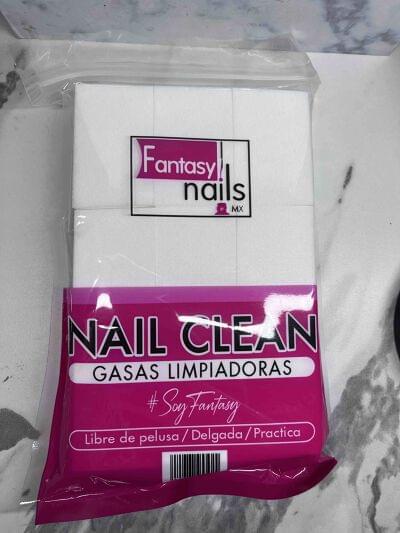 Fantasy
nails
MX
NAIL CLEAN
GASAS LIMPIADORAS
#SoyFantasy
Libre de pelusa / Delgada / Practica